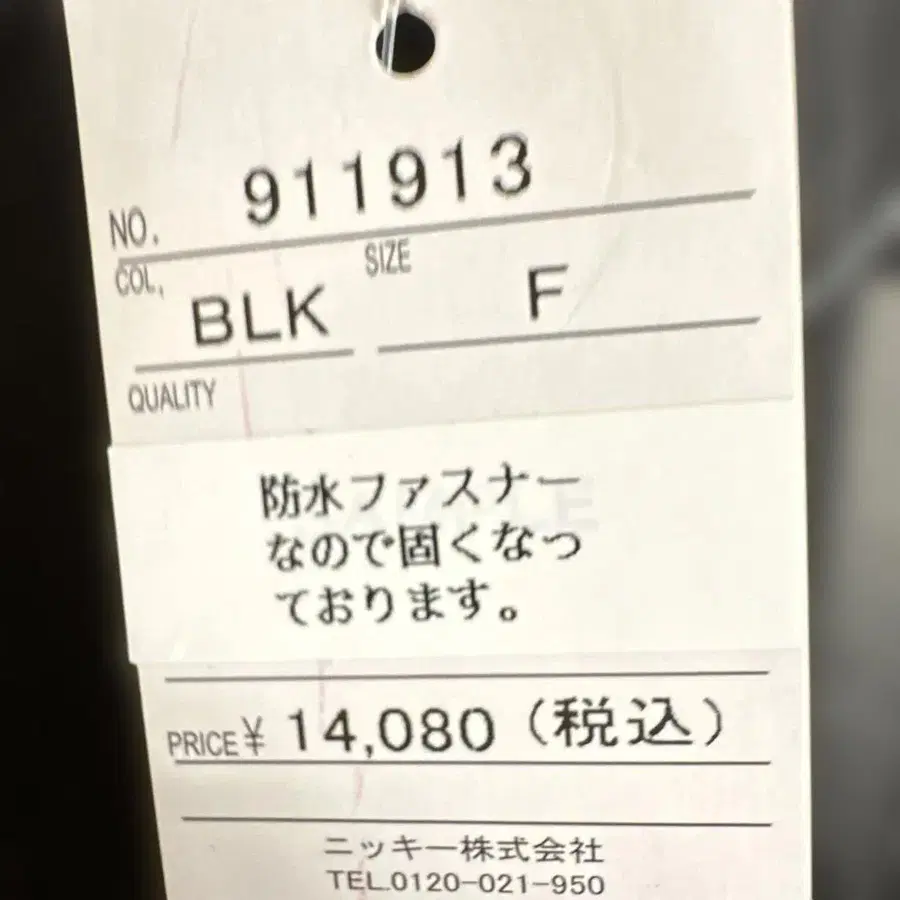 NO. 911913
COL. SIZE
BLK F
QUALITY
防水ファスナー
なので固くなっ
ております。
PRICE¥ 14,080(税込)
ニッキー株式会社
TEL.0120-021-950